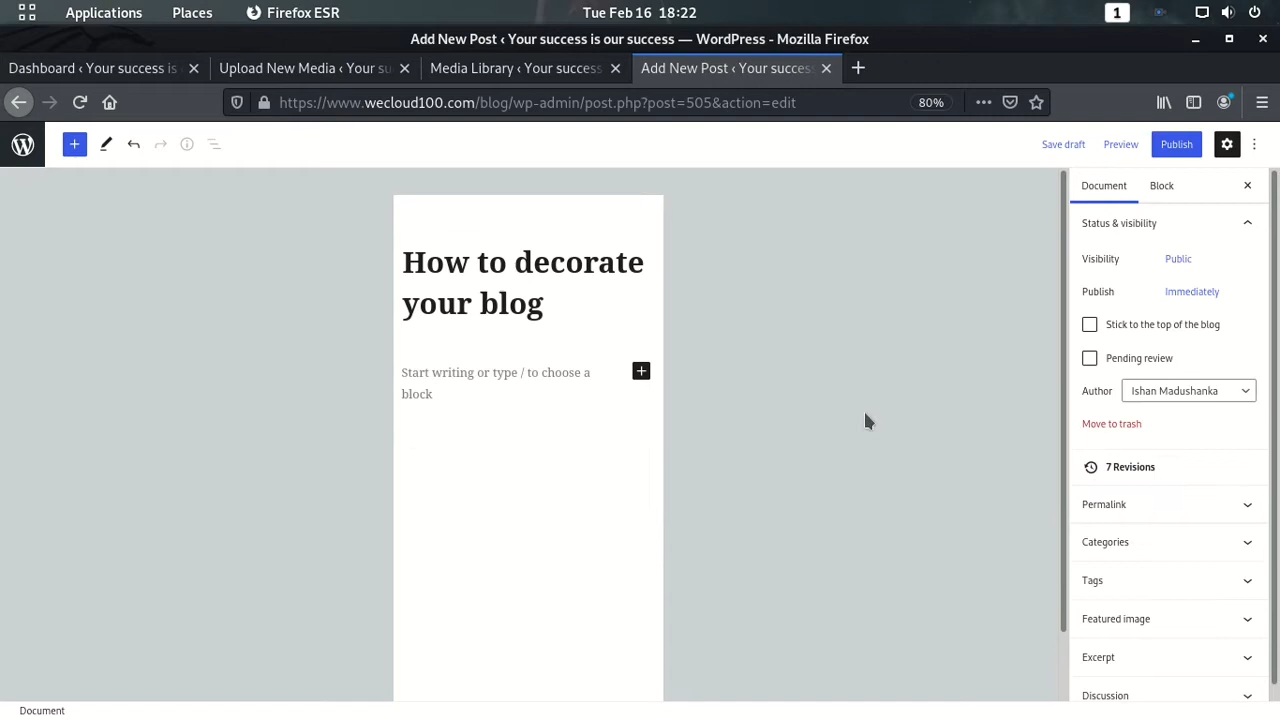 Applications Places Firefox ESR Tue Feb 16 18:22 1
Add New Post ‹ Your success is our success — WordPress - Mozilla Firefox
Dashboard ‹ Your success is Upload New Media ‹ Your su Media Library ‹ Your success Add New Post ‹ Your success
https://www.wecloud100.com/blog/wp-admin/post.php?post=505&action=edit 80%
Save draft Preview Publish
Document Block
Status & visibility
Visibility Public
Publish Immediately
Stick to the top of the blog
Pending review
Author Ishan Madushanka
Move to trash
7 Revisions
Permalink
Categories
Tags
Featured image
Excerpt
Discussion
How to decorate
your blog
Start writing or type / to choose a
block
Document